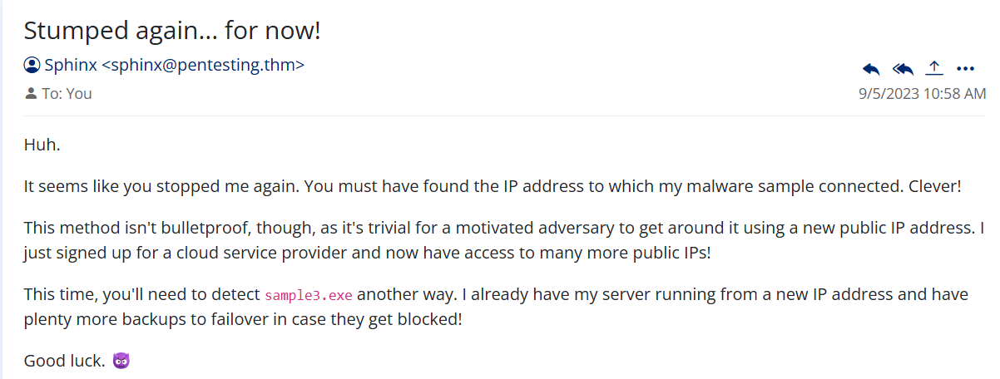 Stumped again... for now!
Sphinx <sphinx@pentesting.thm>
To: You
9/5/2023 10:58 AM
Huh.
It seems like you stopped me again. You must have found the IP address to which my malware sample connected. Clever!
This method isn't bulletproof, though, as it's trivial for a motivated adversary to get around it using a new public IP address. I
just signed up for a cloud service provider and now have access to many more public IPs!
This time, you'll need to detect sample3.exe another way. I already have my server running from a new IP address and have
plenty more backups to failover in case they get blocked!
Good luck. 😈